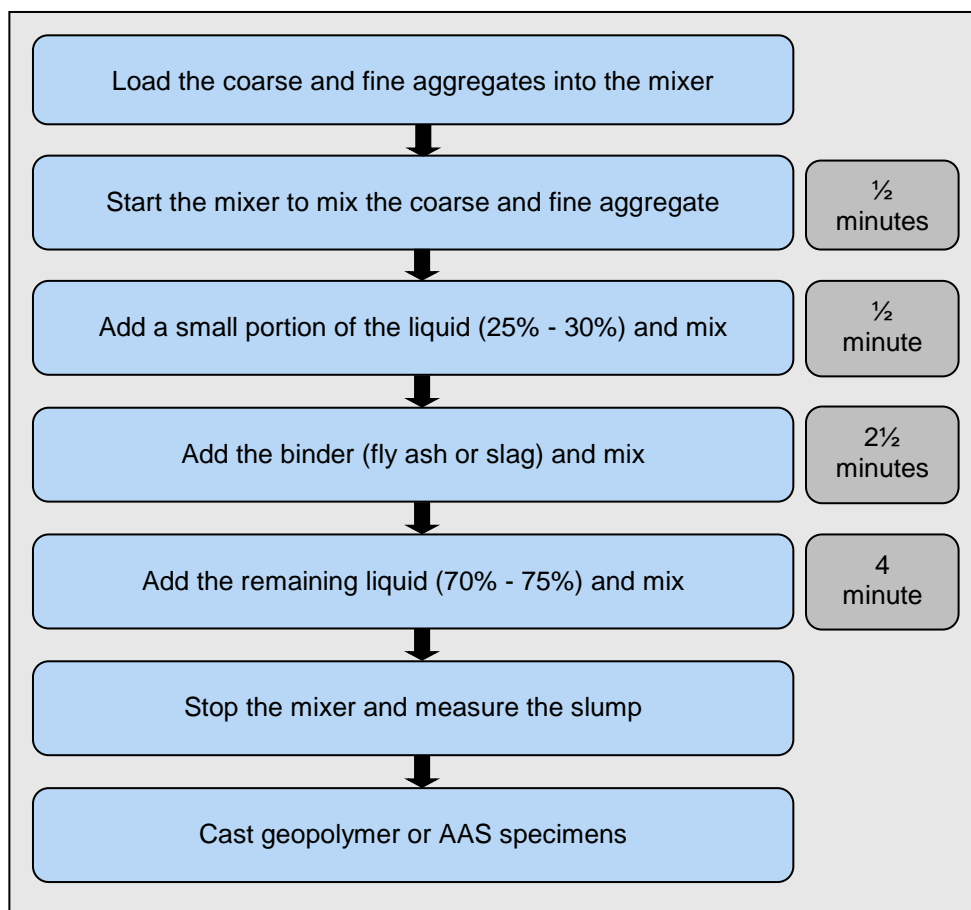 Load the coarse and fine aggregates into the mixer
Start the mixer to mix the coarse and fine aggregate
½
minutes
Add a small portion of the liquid (25% - 30%) and mix
½
minute
Add the binder (fly ash or slag) and mix
2½
minutes
Add the remaining liquid (70% - 75%) and mix
4
minute
Stop the mixer and measure the slump
Cast geopolymer or AAS specimens